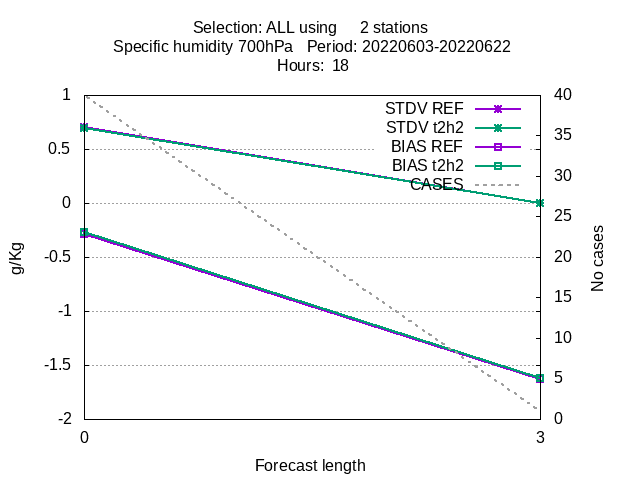 Selection: ALL using     2 stations
Specific humidity 700hPa   Period: 20220603-20220622
Hours:  18
1
0.5
0
-0.5
-1
-1.5
-2
40
35
30
25
20
15
10
5
0
STDV REF
STDV t2h2
BIAS REF
BIAS t2h2
CASES
g/Kg
No cases
0
3
Forecast length